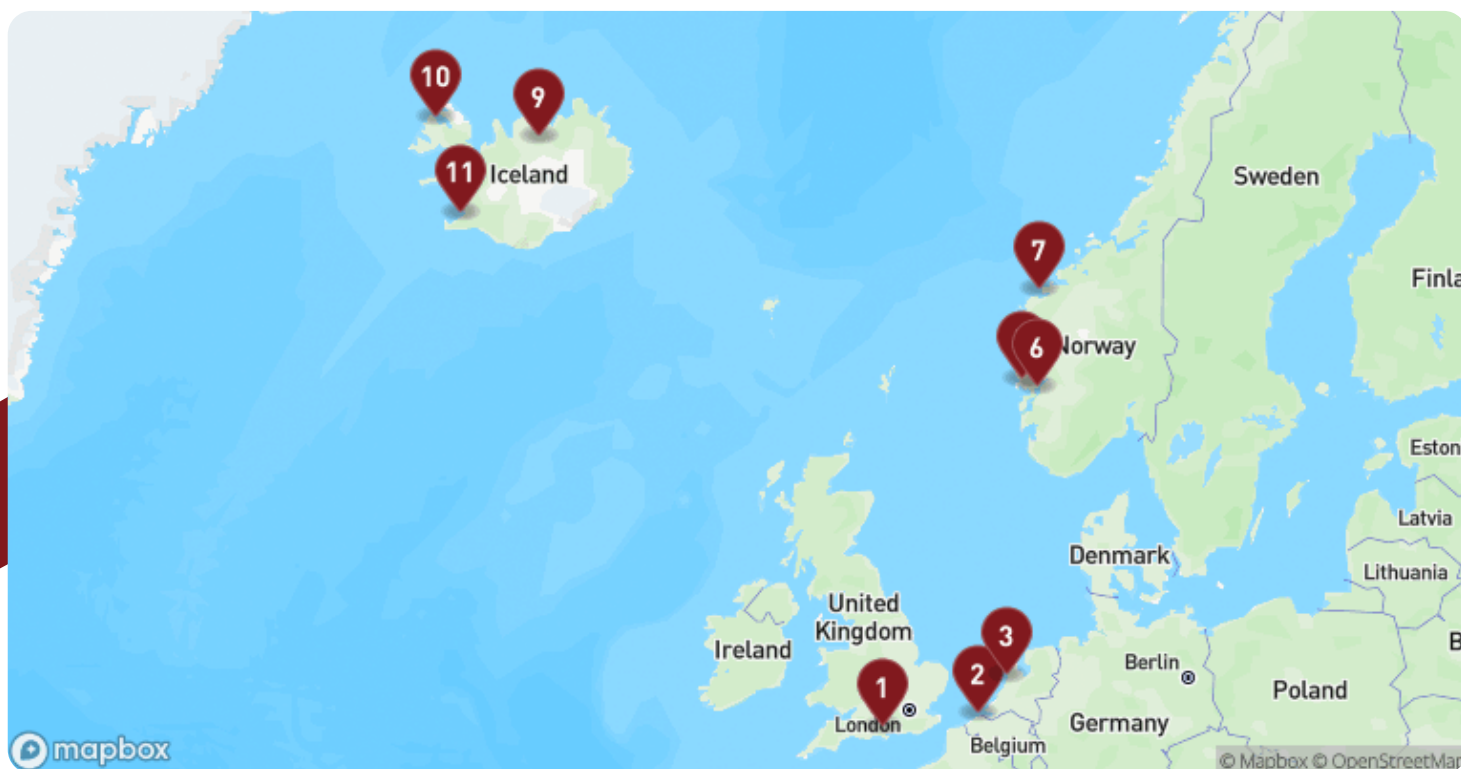 10
9
11
Iceland
Sweden
7
Finla
6
Norway
Eston
Latvia
Denmark
Lithuania
United
Kingdom
3
Ireland
B
Berlin
2
1
Poland
London
Germany
Belgium
mapbox
© Mapbox © OpenStreetMap